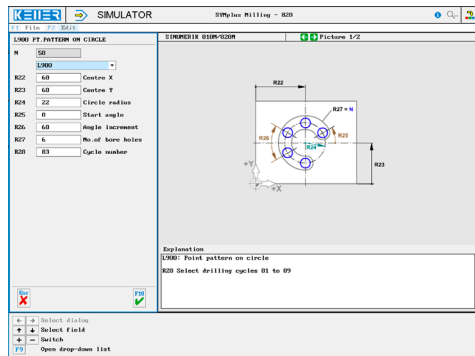 KELLER SIMULATOR SYMplus Milling - 820
F1 File F2 Edit
L900 PT.PATTERN ON CIRCLE
SINUMERIK 810M/820M Picture 1/2
N 50
L900
R22 60 Centre X
R23 60 Centre Y
R24 22 Circle radius
R25 0 Start angle
R26 60 Angle increment
R27 6 No.of bore holes
R28 83 Cycle number
R22
R27 = N
R26
R25
R24
R23
+Y
+X
Explanation
L900: Point pattern on circle
R28 Select drilling cycles 81 to 89
Esc F10
Select dialog
Select field
+ - Switch
F9 Open drop-down list